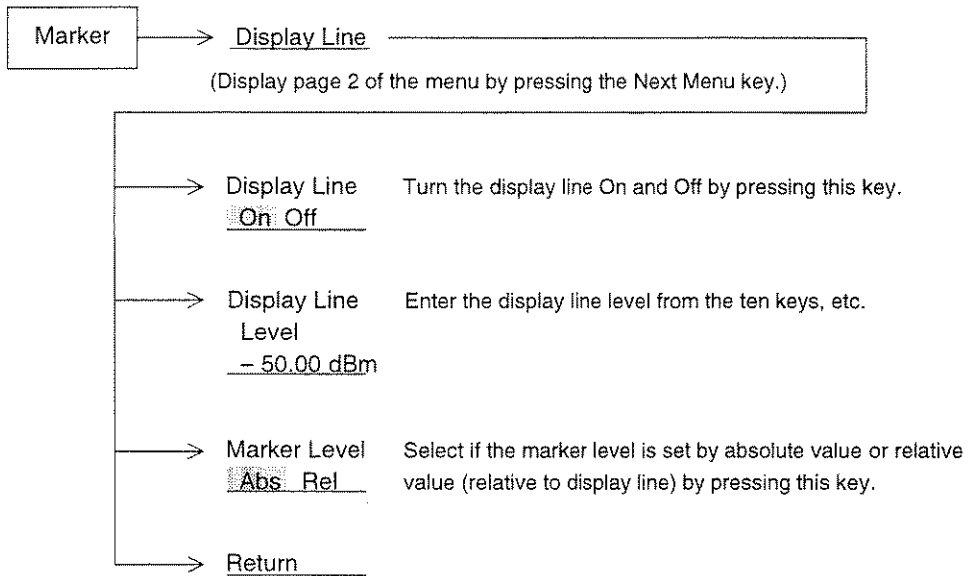 Marker
Display Line
(Display page 2 of the menu by pressing the Next Menu key.)
Display Line
On Off
Turn the display line On and Off by pressing this key.
Display Line
Level
– 50.00 dBm
Enter the display line level from the ten keys, etc.
Marker Level
Abs Rel
Select if the marker level is set by absolute value or relative
value (relative to display line) by pressing this key.
Return